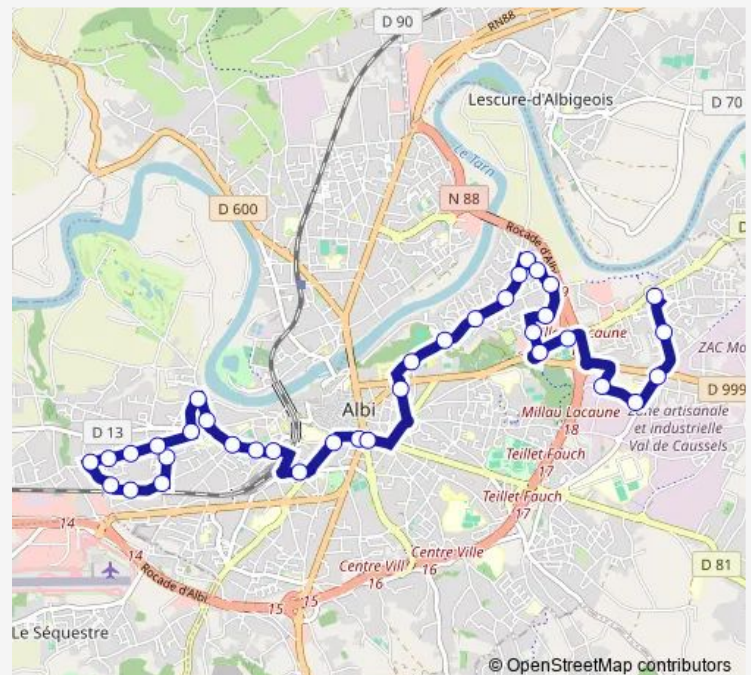 D 90
RN88
Lescure-d'Albigeois
D 70
Le Tarn
N 88
D 600
Rocade d'Albi
Lacaune
ZAC Mo
Albi
D 999
D 13
Millau Lacaune
18
Zone artisanale
et industrielle
Val de Caussels
Teillet Fauch
17
Teillet Fauch
17
14
14
Centre Ville
16
Centre Vill
16
D 81
Rocade d'Albi
15
15
Le Séquestre
© OpenStreetMap contributors